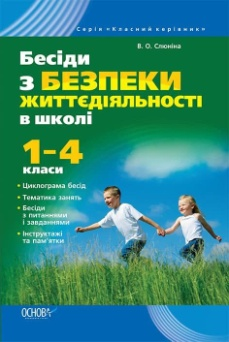 Серія «Класний керівник»
В. О. Слюніна
Бесіди
з БЕЗПЕКИ
ЖИТТЄДІЯЛЬНОСТІ
в школі
1–4
класи
• Циклограма бесід
• Тематика занять
• Бесіди
з питаннями
і завданнями
• Інструктажі
та пам'ятки
ОСНОВА